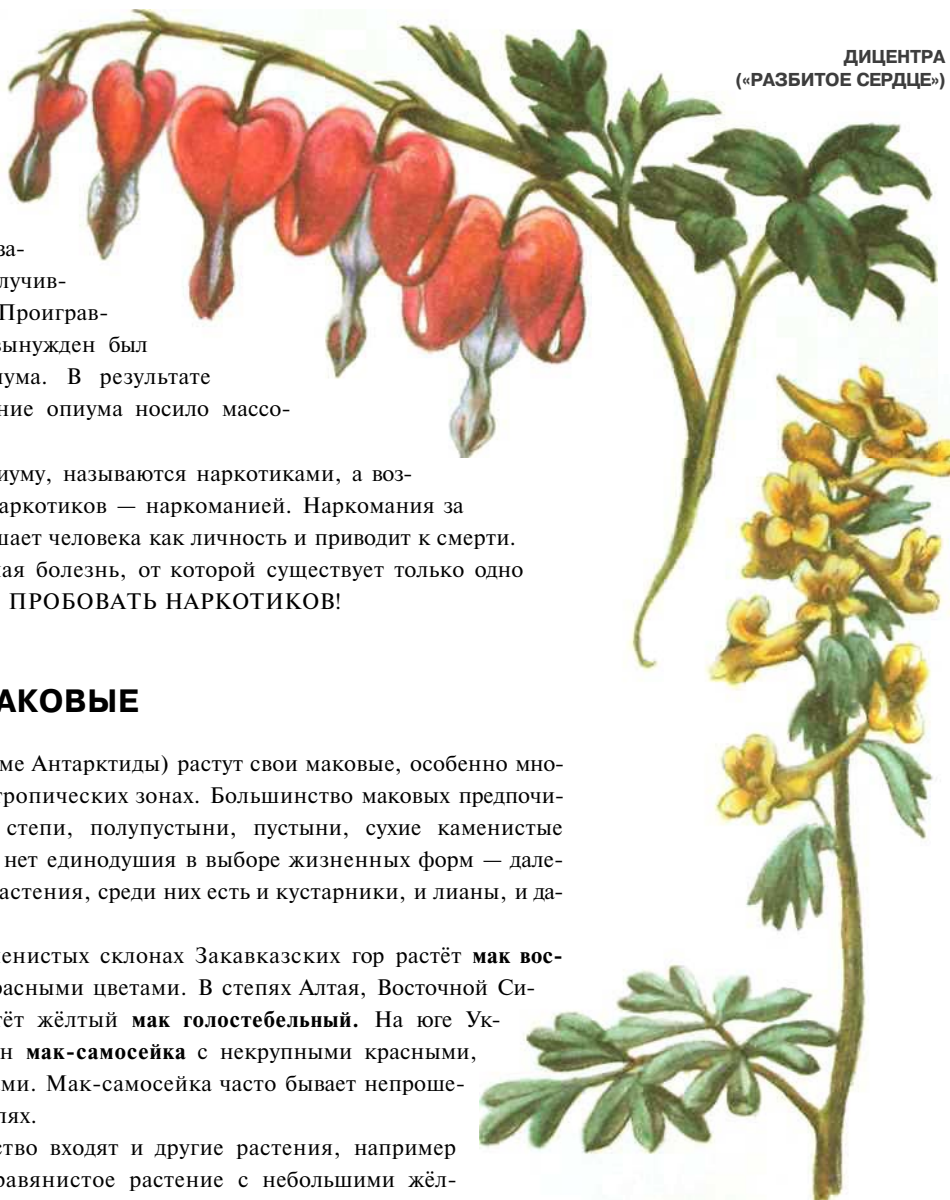 ДИЦЕНТРА
(«РАЗБИТОЕ СЕРДЦЕ»)
ва-
лучив-
Проиграв-
вынужден был
иума. В результате
ние опиума носило массо-
иуму, называются наркотиками, а воз-
наркотиков — наркоманией. Наркомания за
шает человека как личность и приводит к смерти.
ная болезнь, от которой существует только одно
ПРОБОВАТЬ НАРКОТИКОВ!
АКОВЫЕ
ме Антарктиды) растут свои маковые, особенно мно-
тропических зонах. Большинство маковых предпочи-
степи, полупустыни, пустыни, сухие каменистые
нет единодушия в выборе жизненных форм — дале-
растения, среди них есть и кустарники, и лианы, и да-
енистых склонах Закавказских гор растёт мак вос-
расными цветами. В степях Алтая, Восточной Си-
тёт жёлтый мак голостебельный. На юге Ук-
н мак-самосейка с некрупными красными,
ми. Мак-самосейка часто бывает непроше-
лях.
ство входят и другие растения, например
равянистое растение с небольшими жёл-